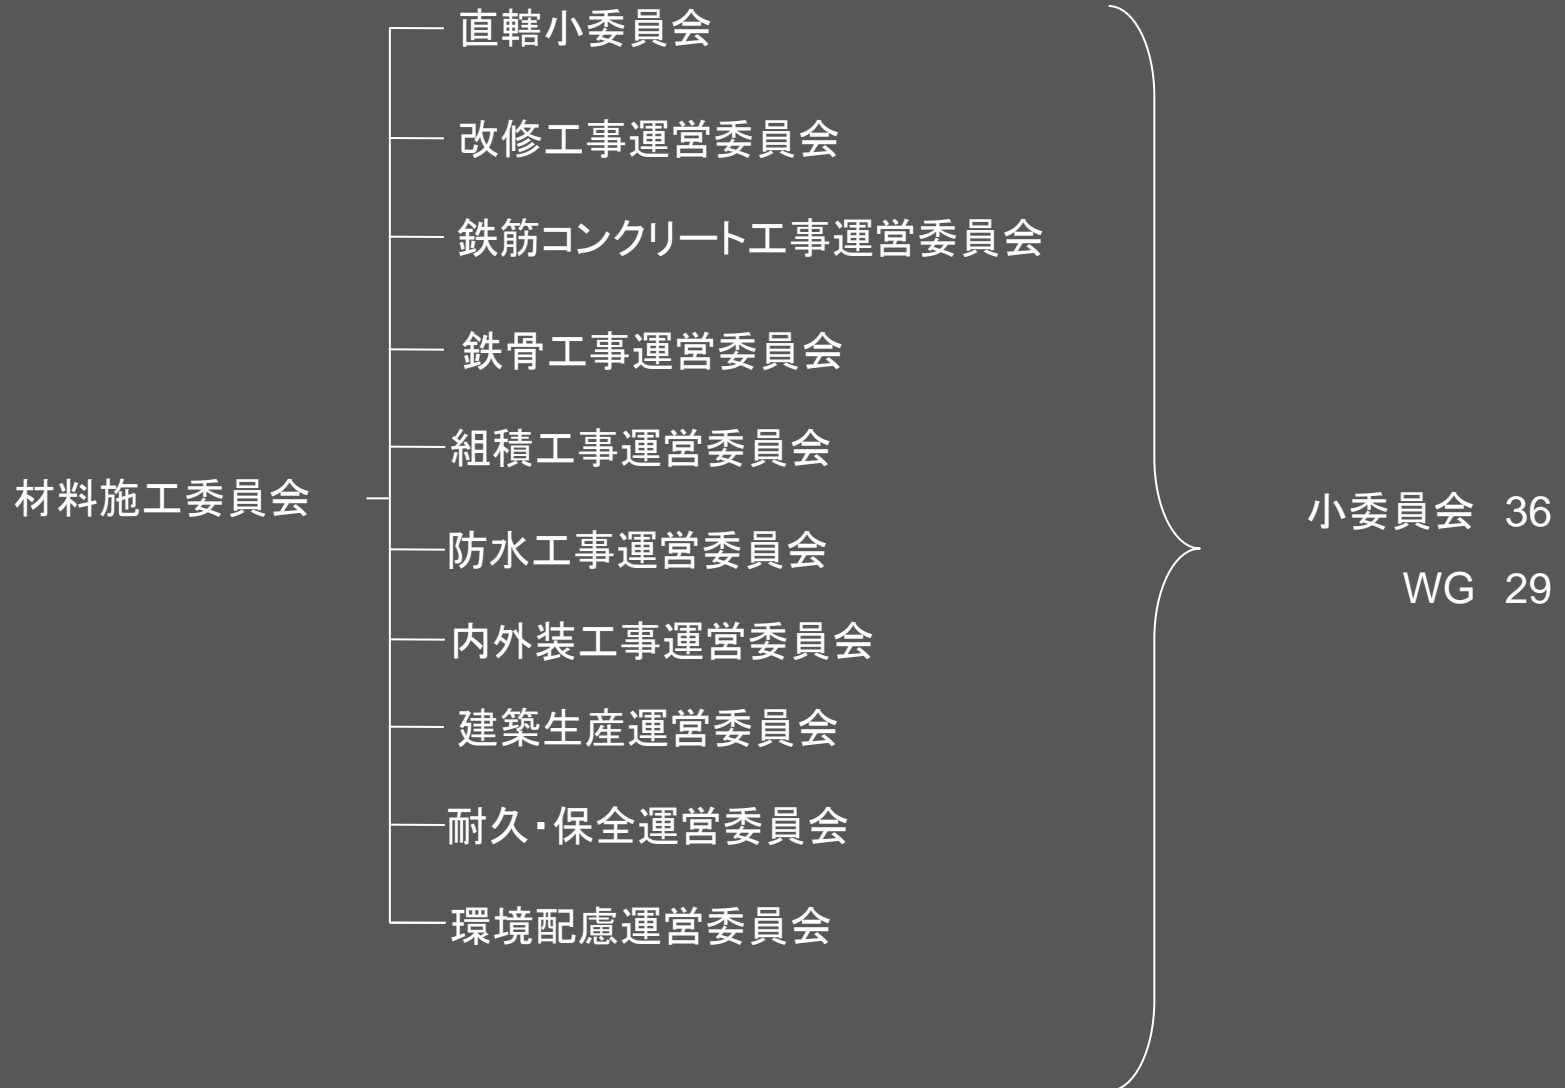 直轄小委員会
改修工事運営委員会
鉄筋コンクリート工事運営委員会
鉄骨工事運営委員会
組積工事運営委員会
材料施工委員会
防水工事運営委員会
内外装工事運営委員会
建築生産運営委員会
耐久・保全運営委員会
環境配慮運営委員会
小委員会 36
WG 29